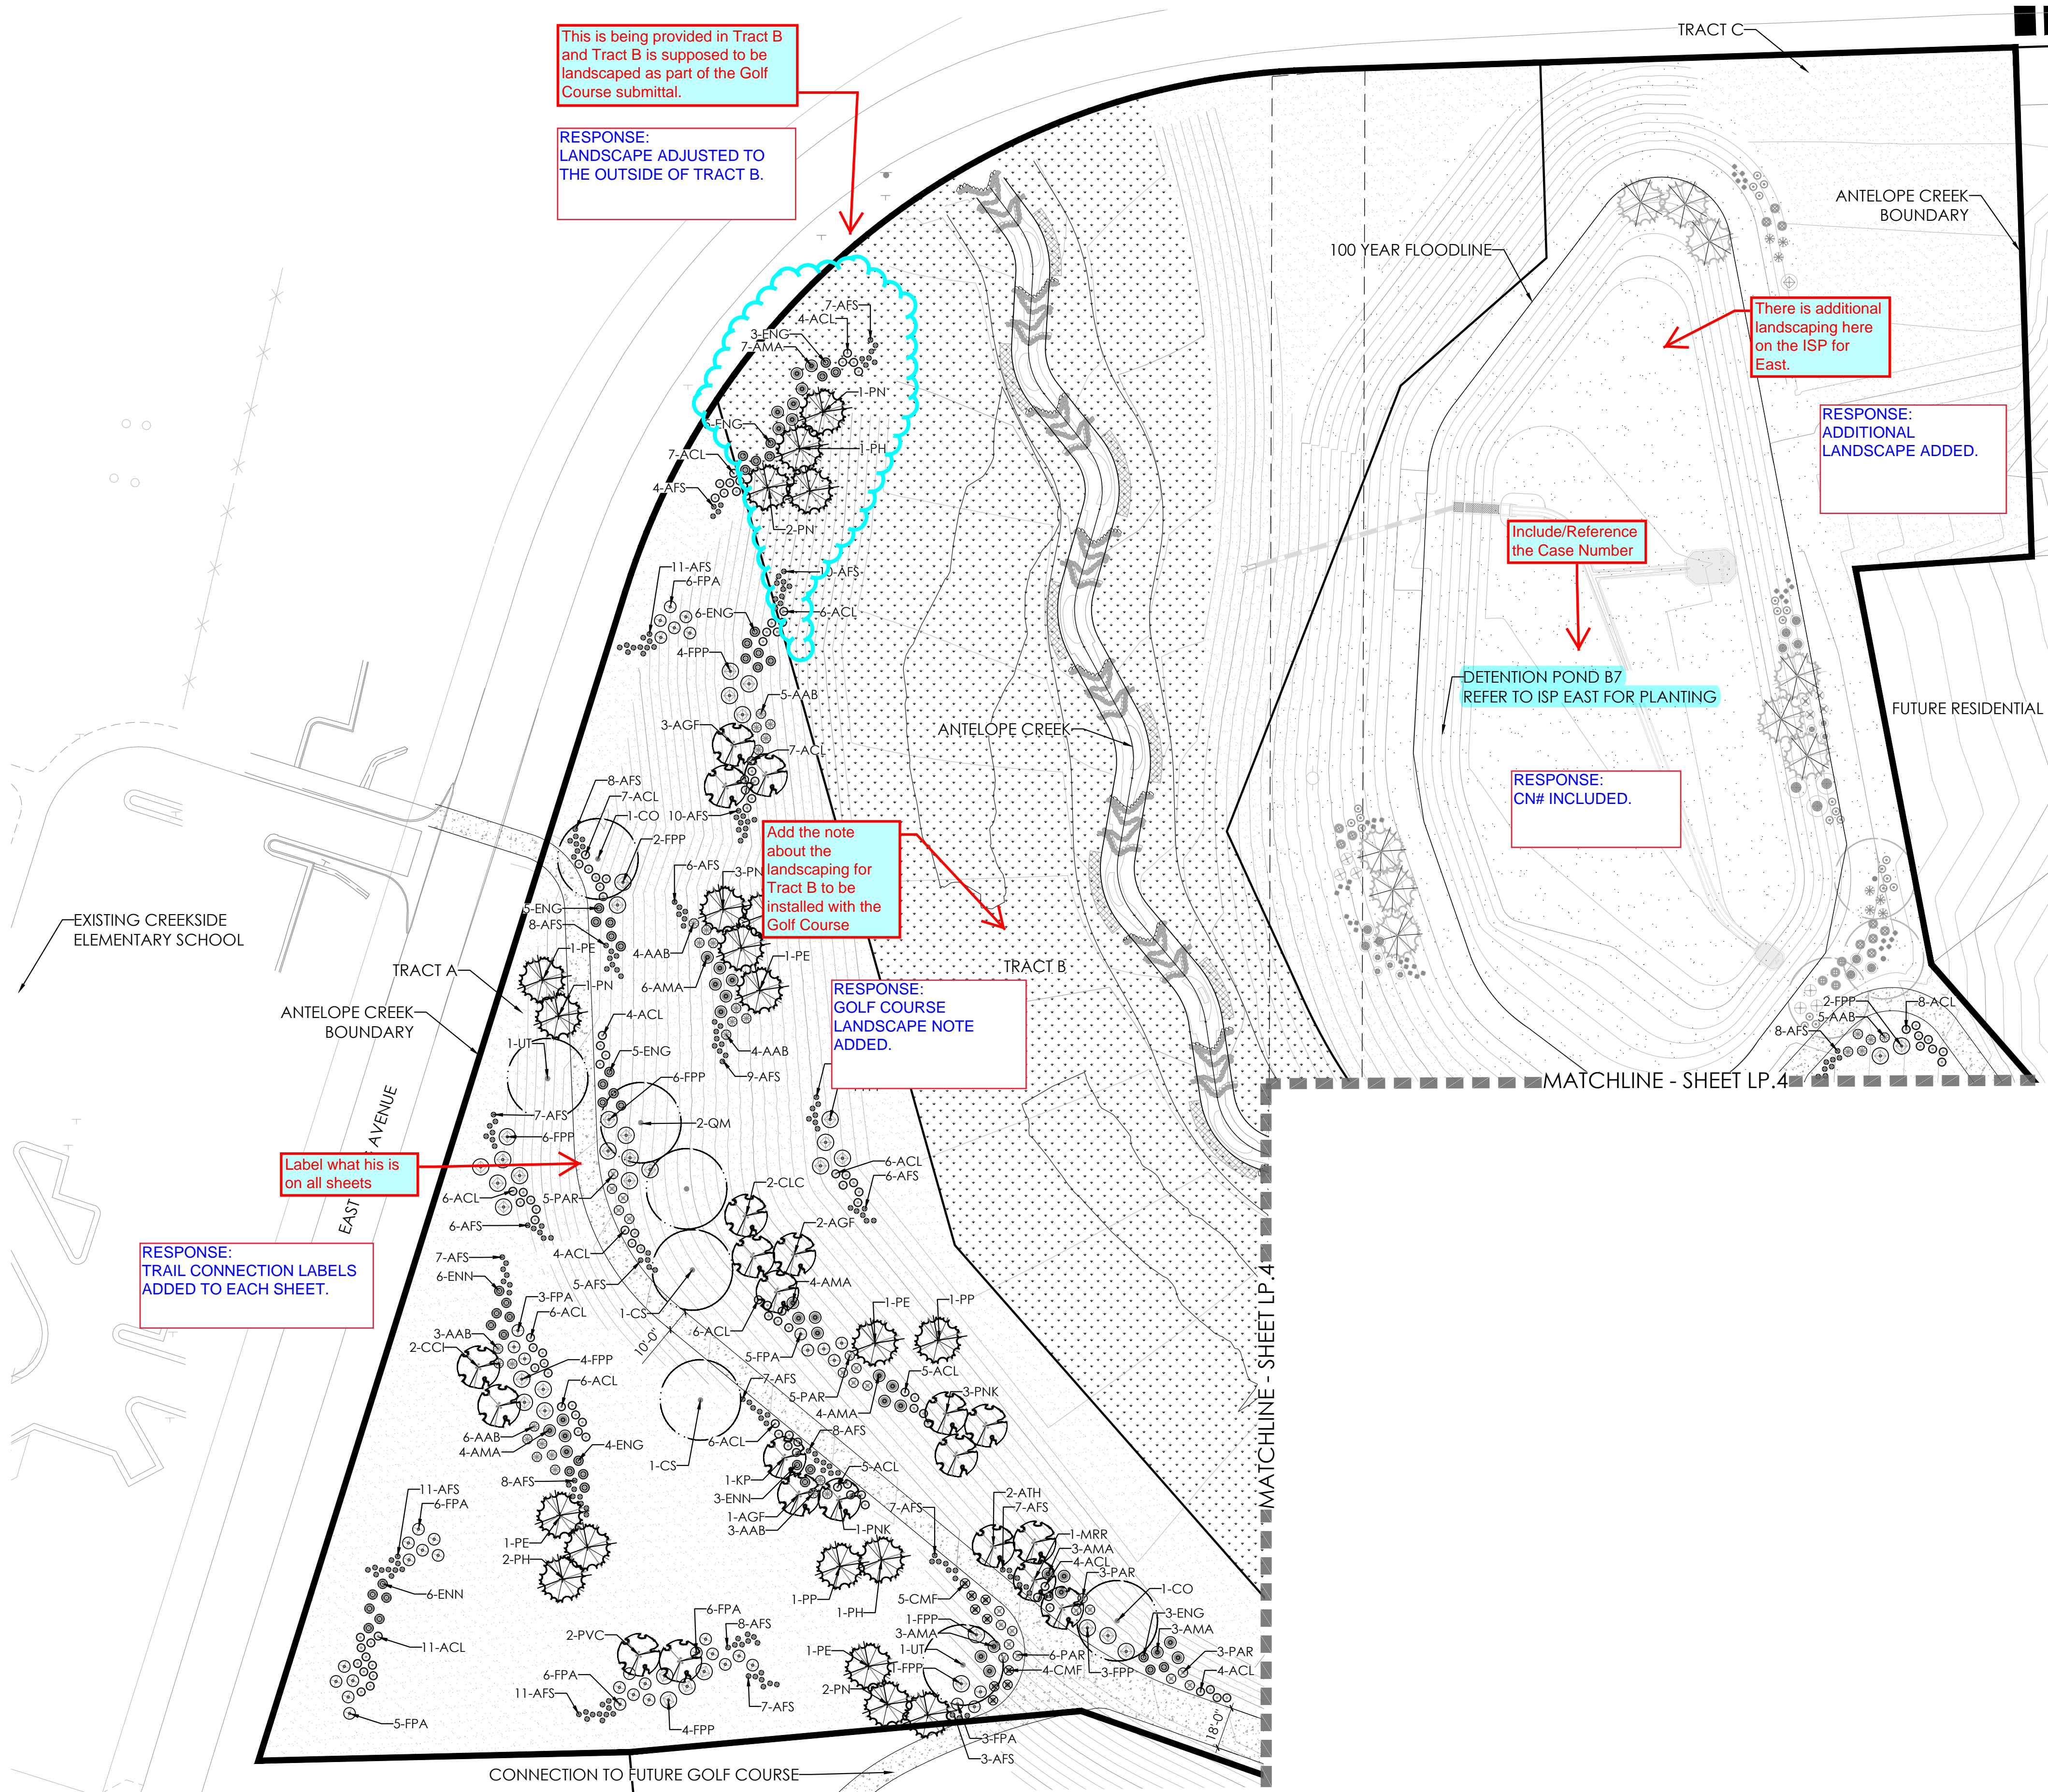 TRACT C
This is being provided in Tract B
and Tract B is supposed to be
landscaped as part of the Golf
Course submittal.
RESPONSE:
LANDSCAPE ADJUSTED TO
THE OUTSIDE OF TRACT B.
ANTELOPE CREEK
BOUNDARY
100 YEAR FLOODLINE
There is additional
landscaping here
on the ISP for
East.
RESPONSE:
ADDITIONAL
LANDSCAPE ADDED.
7-AFS
4-ACL
3-ENG
7-AMA
1-PN
-ENG
1-PH
7-ACL
4-AFS
2-PN
Include/Reference
the Case Number
11-AFS
6-FPA
10-AFS
6-ENG
6-ACL
4-FPP
DETENTION POND B7
REFER TO ISP EAST FOR PLANTING
5-AAB
FUTURE RESIDENTIAL
3-AGF
ANTELOPE CREEK
7-ACL
8-AFS
7-ACL
1-CO
10-AFS
2-FPP
RESPONSE:
CN# INCLUDED.
Add the note
about the
landscaping for
Tract B to be
installed with the
Golf Course
6-AFS
3-PN
5-ENG
8-AFS
EXISTING CREEKSIDE
ELEMENTARY SCHOOL
1-PE
4-AAB
1-PE
TRACT A
1-PN
6-AMA
TRACT B
RESPONSE:
GOLF COURSE
LANDSCAPE NOTE
ADDED.
ANTELOPE CREEK
BOUNDARY
4-ACL
2-FPP
8-ACL
5-AAB
8-AFS
1-UT
5-ENG
4-AAB
6-FPP
9-AFS
MATCHLINE - SHEET LP.4
7-AFS
2-QM
6-FPP
EAST
AVENUE
Label what his is
on all sheets
6-ACL
6-AFS
2-CLC
6-ACL
5-PAR
6-AFS
2-AGF
RESPONSE:
TRAIL CONNECTION LABELS
ADDED TO EACH SHEET.
4-ACL
7-AFS
6-ENN
5-AFS
4-AMA
3-FPA
6-ACL
1-CS
1-PE
1-PP
6-ACL
3-AAB
2-CCI
10'-0"
5-FPA
4-FPP
6-ACL
7-AFS
5-PAR
5-ACL
4-AMA
3-PNK
MATCHLINE - SHEET LP.4
6-AAB
4-AMA
4-ENG
6-ACL
8-AFS
1-CS
5-ACL
8-AFS
1-KP
3-ENN
1-AGF
3-AAB
1-PNK
11-AFS
6-FPA
7-AFS
2-ATH
7-AFS
1-PE
2-PH
1-MRR
3-AMA
4-ACL
3-PAR
6-ENN
1-PP
1-PH
5-CMF
1-CO
6-FPA
8-AFS
1-FPP
3-AMA
1-UT
3-ENG
3-AMA
11-ACL
2-PVC
1-PE
1-FPP
6-PAR
4-CMF
3-FPP
3-PAR
4-ACL
6-FPA
11-AFS
2-PN
7-AFS
5-FPA
4-FPP
3-FPA
3-AFS
18'-0"
CONNECTION TO FUTURE GOLF COURSE